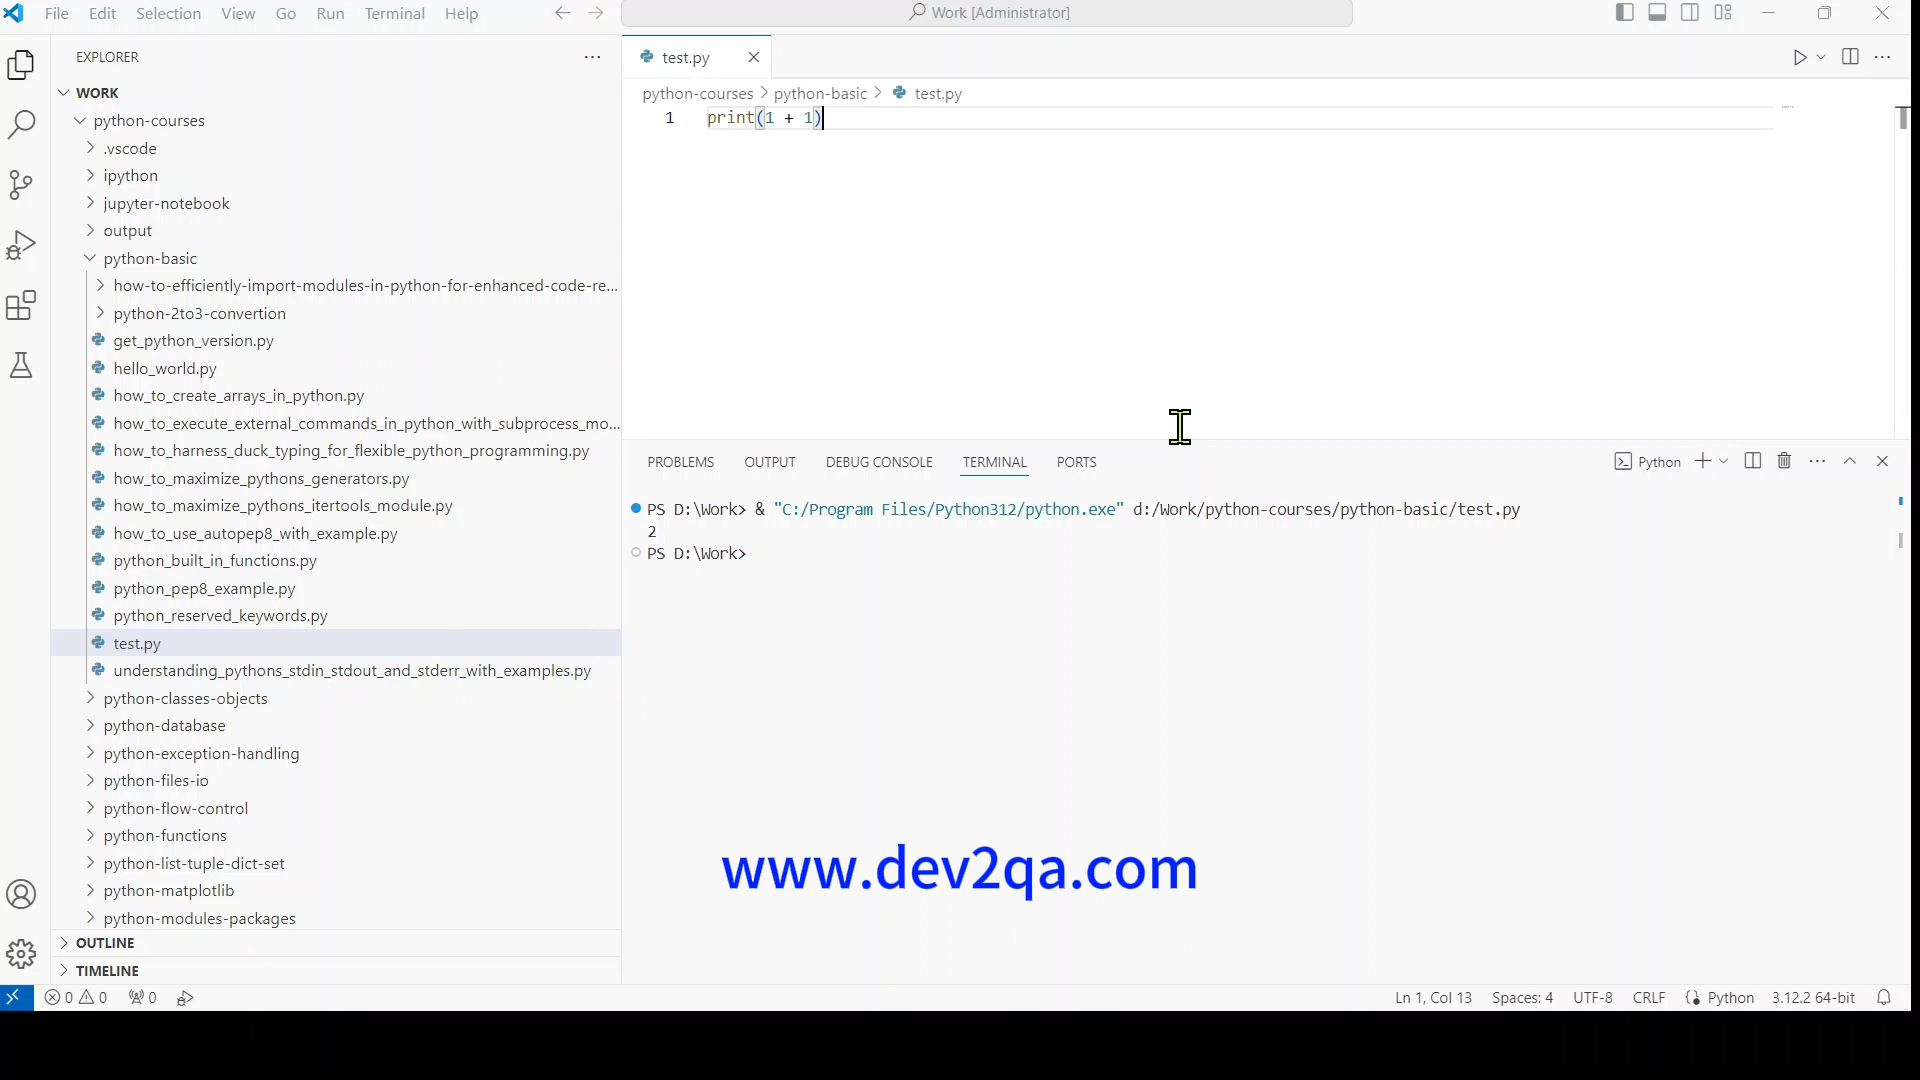 File Edit Selection View Go Run Terminal Help
Work [Administrator]
EXPLORER
WORK
python-courses
.vscode
ipython
jupyter-notebook
output
python-basic
how-to-efficiently-import-modules-in-python-for-enhanced-code-re...
python-2to3-convertion
get_python_version.py
hello_world.py
how_to_create_arrays_in_python.py
how_to_execute_external_commands_in_python_with_subprocess_mo...
how_to_harness_duck_typing_for_flexible_python_programming.py
how_to_maximize_pythons_generators.py
how_to_maximize_pythons_itertools_module.py
how_to_use_autopep8_with_example.py
python_built_in_functions.py
python_pep8_example.py
python_reserved_keywords.py
test.py
understanding_pythons_stdin_stdout_and_stderr_with_examples.py
python-classes-objects
python-database
python-exception-handling
python-files-io
python-flow-control
python-functions
python-list-tuple-dict-set
python-matplotlib
python-modules-packages
OUTLINE
TIMELINE
test.py
python-courses > python-basic > test.py
1 print(1 + 1)
PROBLEMS OUTPUT DEBUG CONSOLE TERMINAL PORTS
Python
PS D:\Work> & "C:/Program Files/Python312/python.exe" d:/Work/python-courses/python-basic/test.py
2
PS D:\Work>
www.dev2qa.com
0 0 0
Ln 1, Col 13 Spaces: 4 UTF-8 CRLF Python 3.12.2 64-bit